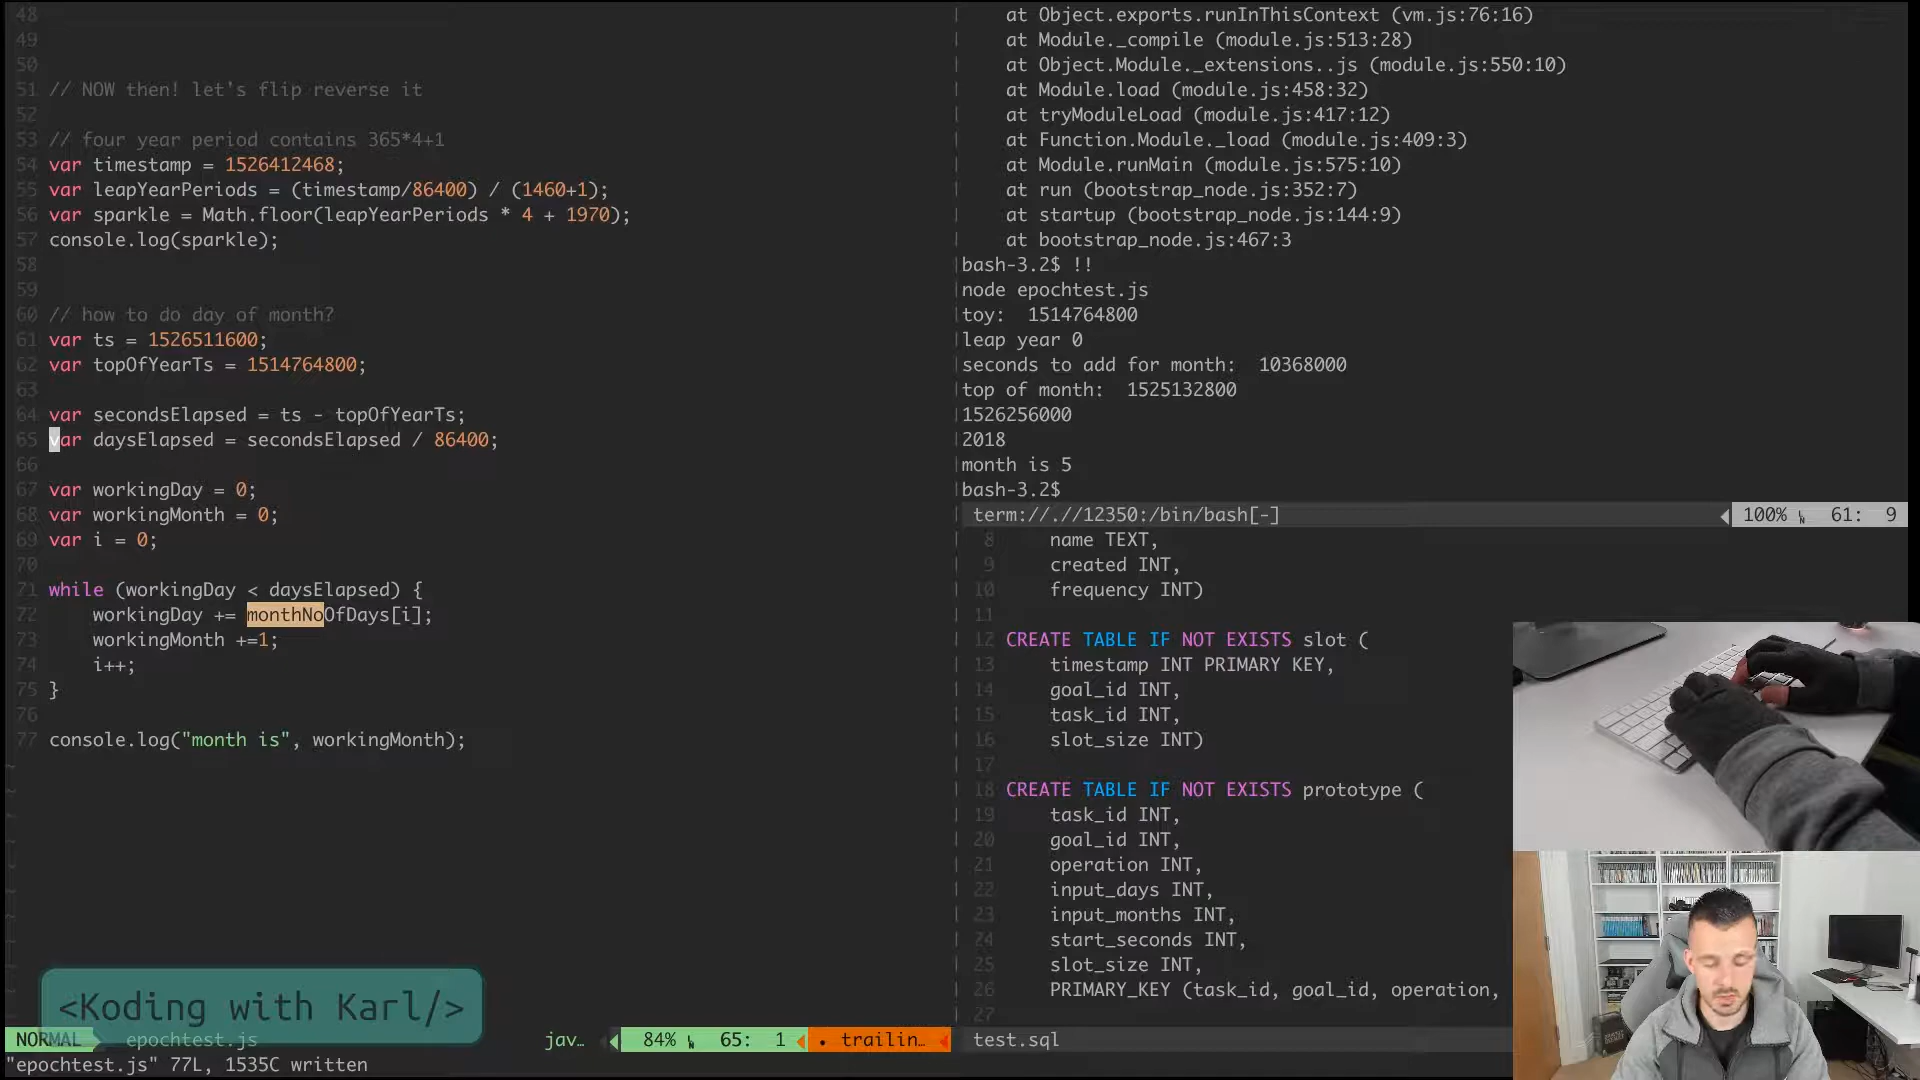 48
49
50
51 // NOW then! let's flip reverse it
52
53 // four year period contains 365*4+1
54 var timestamp = 1526412468;
55 var leapYearPeriods = (timestamp/86400) / (1460+1);
56 var sparkle = Math.floor(leapYearPeriods * 4 + 1970);
57 console.log(sparkle);
58
59
60 // how to do day of month?
61 var ts = 1526511600;
62 var topOfYearTs = 1514764800;
63
64 var secondsElapsed = ts - topOfYearTs;
65 var daysElapsed = secondsElapsed / 86400;
66
67 var workingDay = 0;
68 var workingMonth = 0;
69 var i = 0;
70
71 while (workingDay < daysElapsed) {
72 workingDay += monthNoOfDays[i];
73 workingMonth +=1;
74 i++;
75 }
76
77 console.log("month is", workingMonth);
<Koding with Karl/>
NORMAL epochtest.js jav… 84% 65: 1 • trailin…
"epochtest.js" 77L, 1535C written
at Object.exports.runInThisContext (vm.js:76:16)
at Module._compile (module.js:513:28)
at Object.Module._extensions..js (module.js:550:10)
at Module.load (module.js:458:32)
at tryModuleLoad (module.js:417:12)
at Function.Module._load (module.js:409:3)
at Module.runMain (module.js:575:10)
at run (bootstrap_node.js:352:7)
at startup (bootstrap_node.js:144:9)
at bootstrap_node.js:467:3
bash-3.2$ !!
node epochtest.js
toy:  1514764800
leap year 0
seconds to add for month:  10368000
top of month:  1525132800
1526256000
2018
month is 5
bash-3.2$
term://.//12350:/bin/bash[-] 100% 61: 9
8 name TEXT,
9 created INT,
10 frequency INT)
11
12 CREATE TABLE IF NOT EXISTS slot (
13 timestamp INT PRIMARY KEY,
14 goal_id INT,
15 task_id INT,
16 slot_size INT)
17
18 CREATE TABLE IF NOT EXISTS prototype (
19 task_id INT,
20 goal_id INT,
21 operation INT,
22 input_days INT,
23 input_months INT,
24 start_seconds INT,
25 slot_size INT,
26 PRIMARY_KEY (task_id, goal_id, operation,
27
test.sql